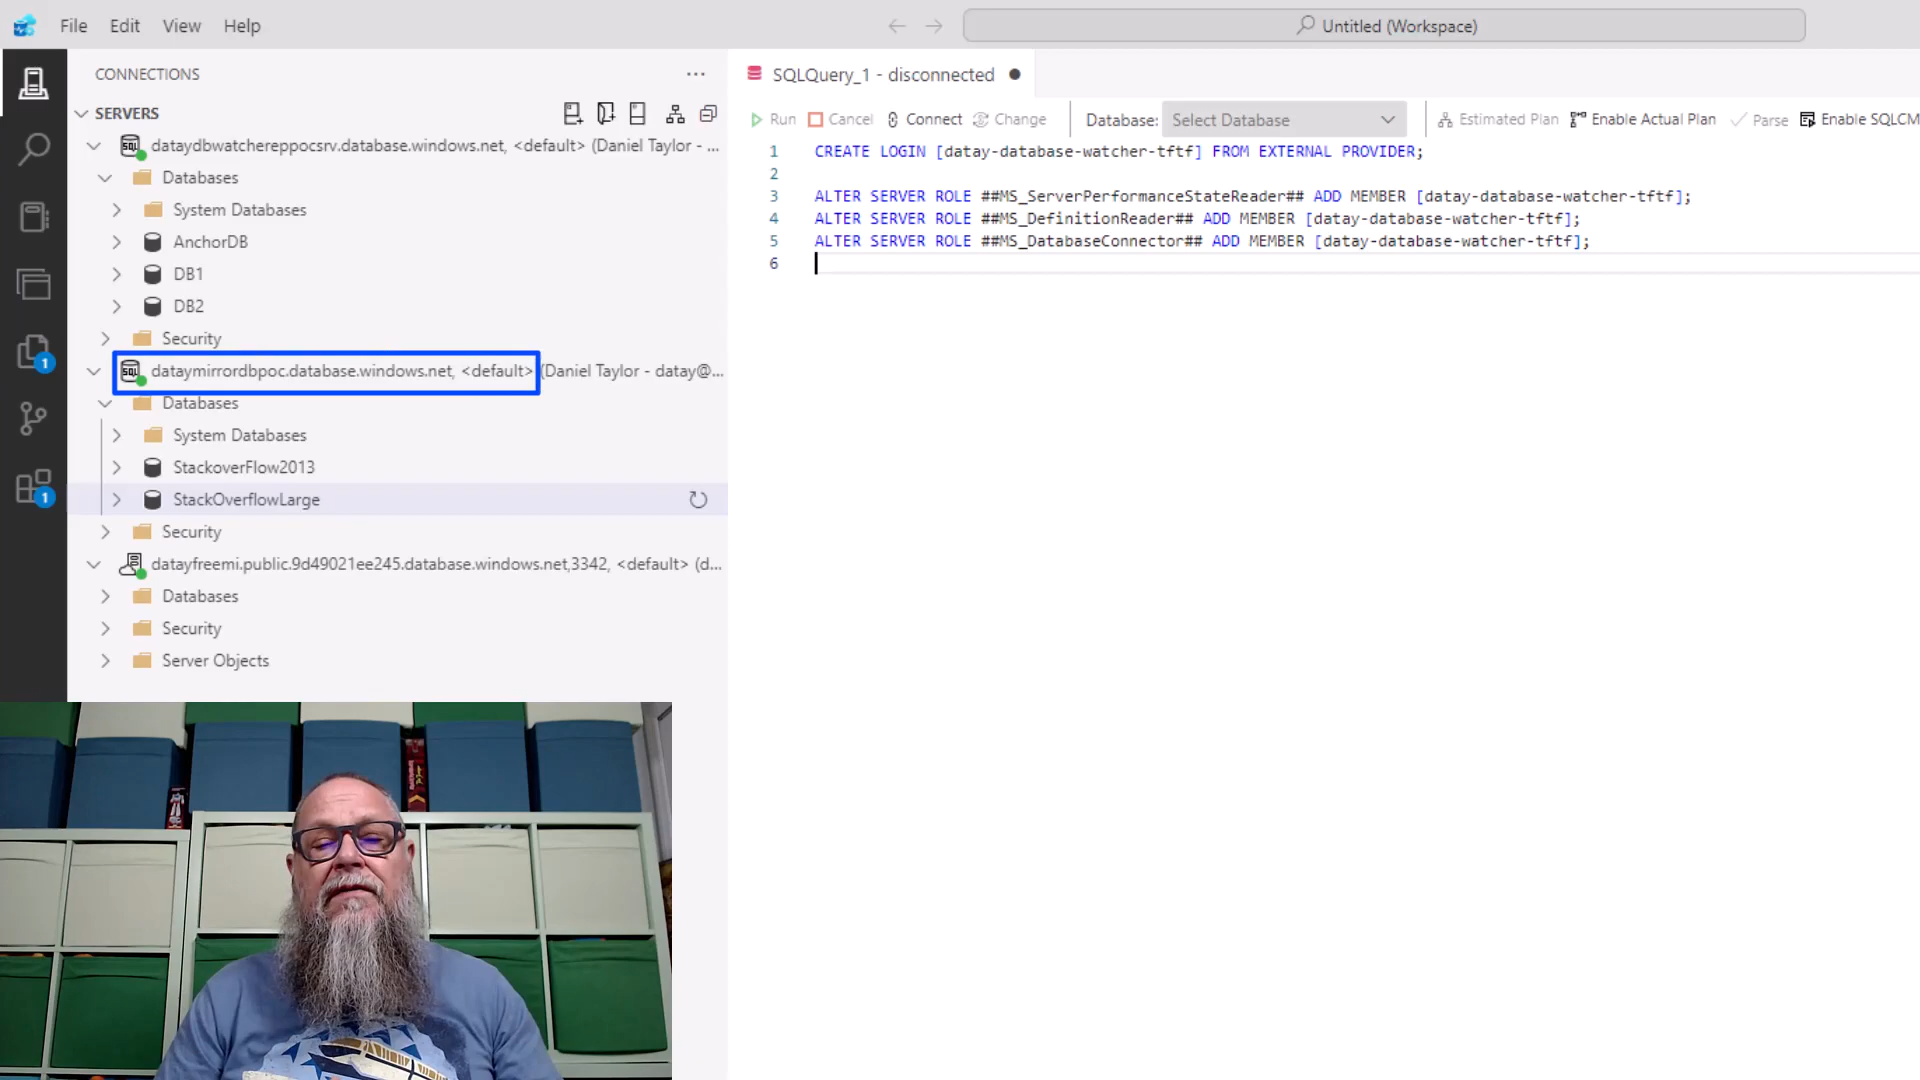 File Edit View Help
Untitled (Workspace)
CONNECTIONS
SERVERS
dataydbwatchereppocsrv.database.windows.net, <default> (Daniel Taylor - ...
Databases
System Databases
AnchorDB
DB1
DB2
Security
dataymirrordbpoc.database.windows.net, <default> (Daniel Taylor - datay@...
Databases
System Databases
StackoverFlow2013
StackOverflowLarge
Security
datayfreemi.public.9d49021ee245.database.windows.net,3342, <default> (d...
Databases
Security
Server Objects
1
1
SQLQuery_1 - disconnected
Run Cancel Connect Change Database: Select Database Estimated Plan Enable Actual Plan Parse Enable SQLCM
1 CREATE LOGIN [datay-database-watcher-tftf] FROM EXTERNAL PROVIDER;
2
3 ALTER SERVER ROLE ##MS_ServerPerformanceStateReader## ADD MEMBER [datay-database-watcher-tftf];
4 ALTER SERVER ROLE ##MS_DefinitionReader## ADD MEMBER [datay-database-watcher-tftf];
5 ALTER SERVER ROLE ##MS_DatabaseConnector## ADD MEMBER [datay-database-watcher-tftf];
6